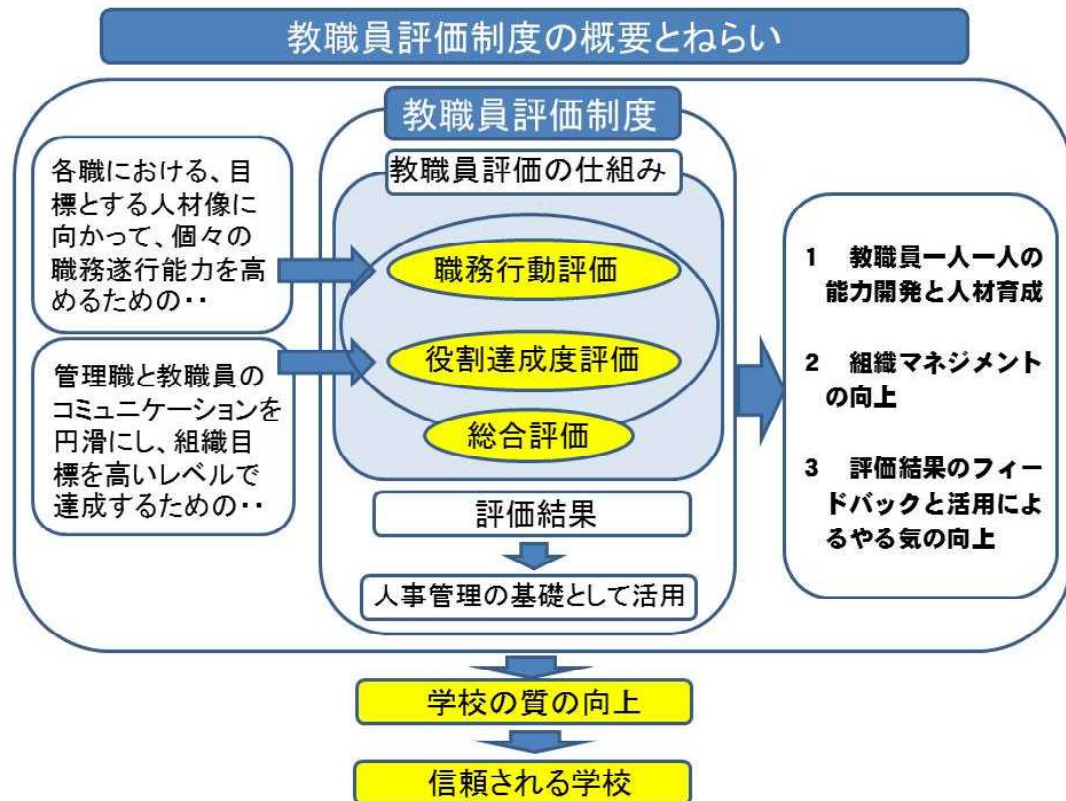 教職員評価制度の概要とねらい
教職員評価制度
教職員評価の仕組み
各職における、目
標とする人材像に
向かって、個々の
職務遂行能力を高
めるための・・
管理職と教職員の
コミュニケーションを
円滑にし、組織目
標を高いレベルで
達成するための・・
職務行動評価
役割達成度評価
総合評価
評価結果
人事管理の基礎として活用
1 教職員一人一人の
能力開発と人材育成
2 組織マネジメント
の向上
3 評価結果のフィー
ドバックと活用によ
るやる気の向上
学校の質の向上
信頼される学校